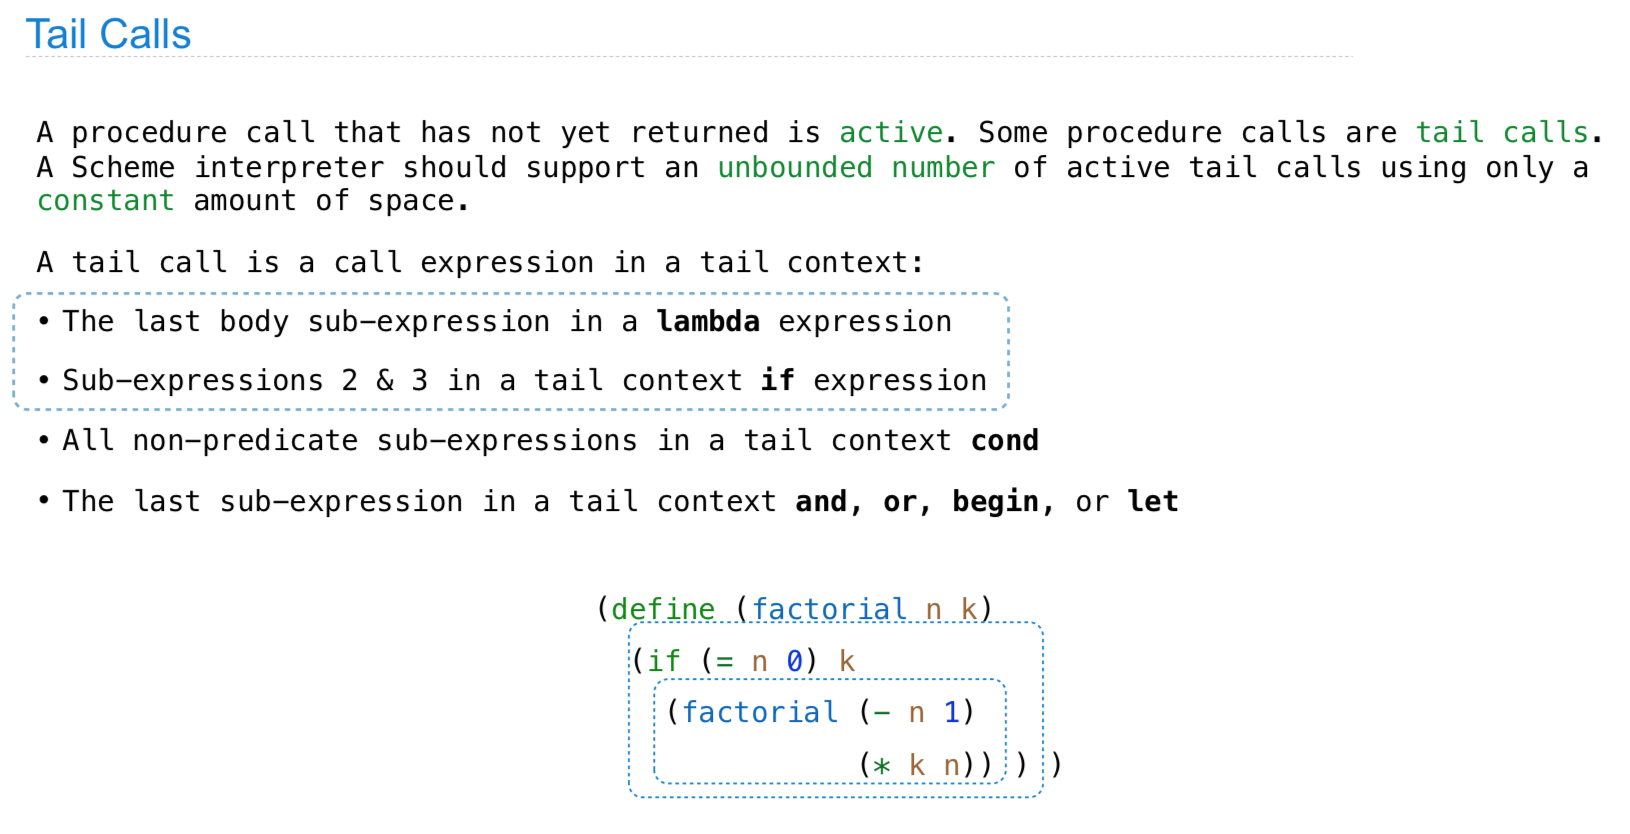 Tail Calls
A procedure call that has not yet returned is active. Some procedure calls are tail calls.
A Scheme interpreter should support an unbounded number of active tail calls using only a
constant amount of space.
A tail call is a call expression in a tail context:
• The last body sub-expression in a lambda expression
• Sub-expressions 2 & 3 in a tail context if expression
• All non-predicate sub-expressions in a tail context cond
• The last sub-expression in a tail context and, or, begin, or let
(define (factorial n k)
(if (= n 0) k
(factorial (- n 1)
(* k n)) ) )